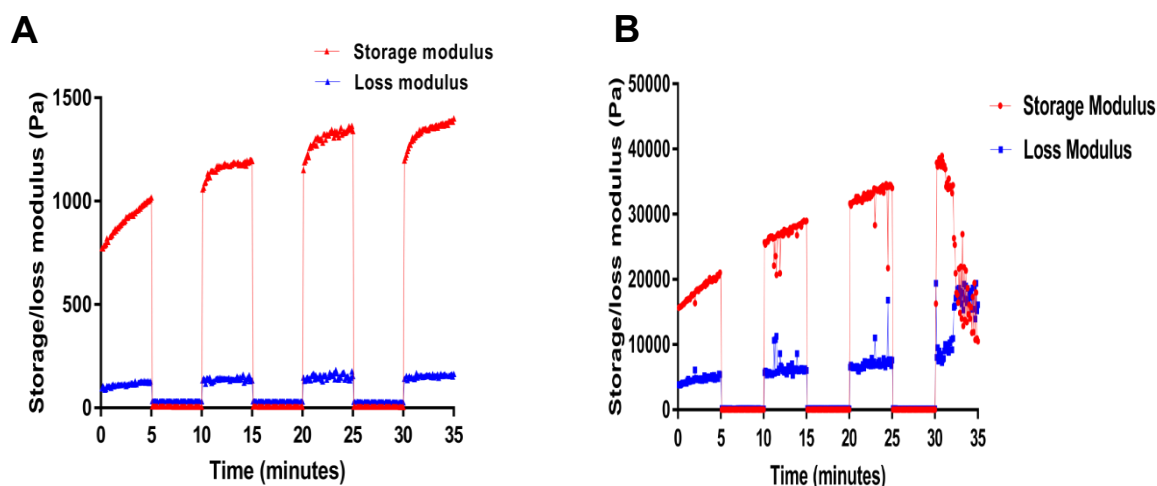 A
Storage modulus
Loss modulus
Storage/loss modulus (Pa)
1500
1000
500
0
0 5 10 15 20 25 30 35
Time (minutes)
B
Storage Modulus
Loss Modulus
Storage/loss modulus (Pa)
50000
40000
30000
20000
10000
0
0 5 10 15 20 25 30 35
Time (minutes)